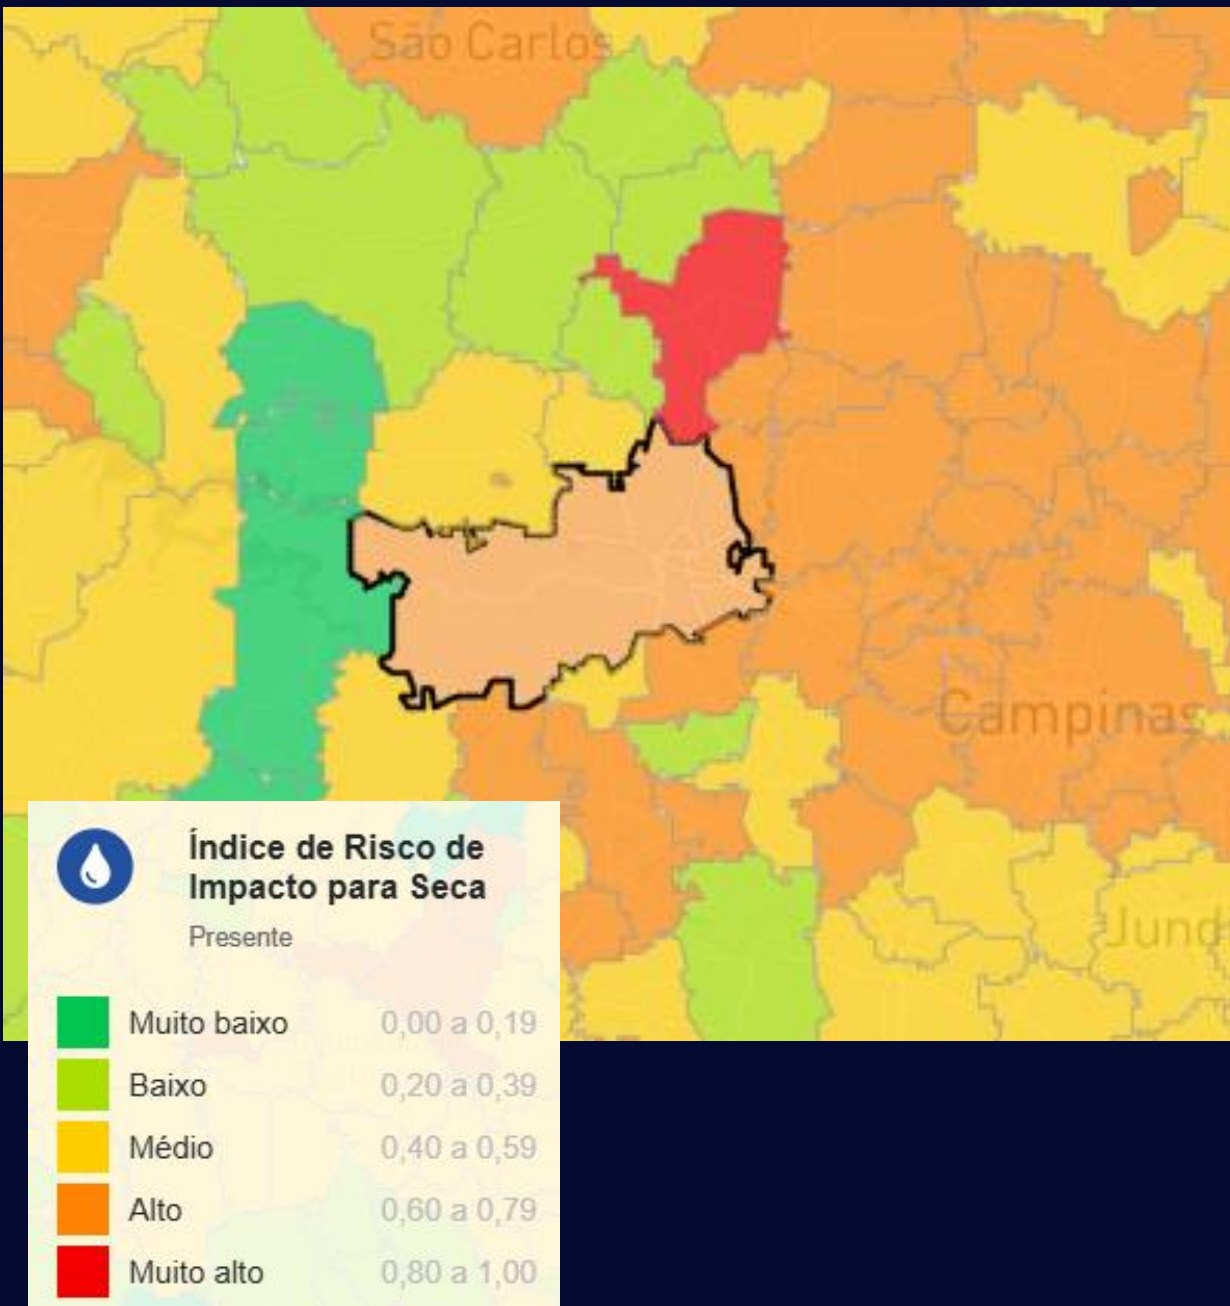 São Carlos
Campinas
Jund
Índice de Risco de
Impacto para Seca
Presente
Muito baixo 0,00 a 0,19
Baixo 0,20 a 0,39
Médio 0,40 a 0,59
Alto 0,60 a 0,79
Muito alto 0,80 a 1,00